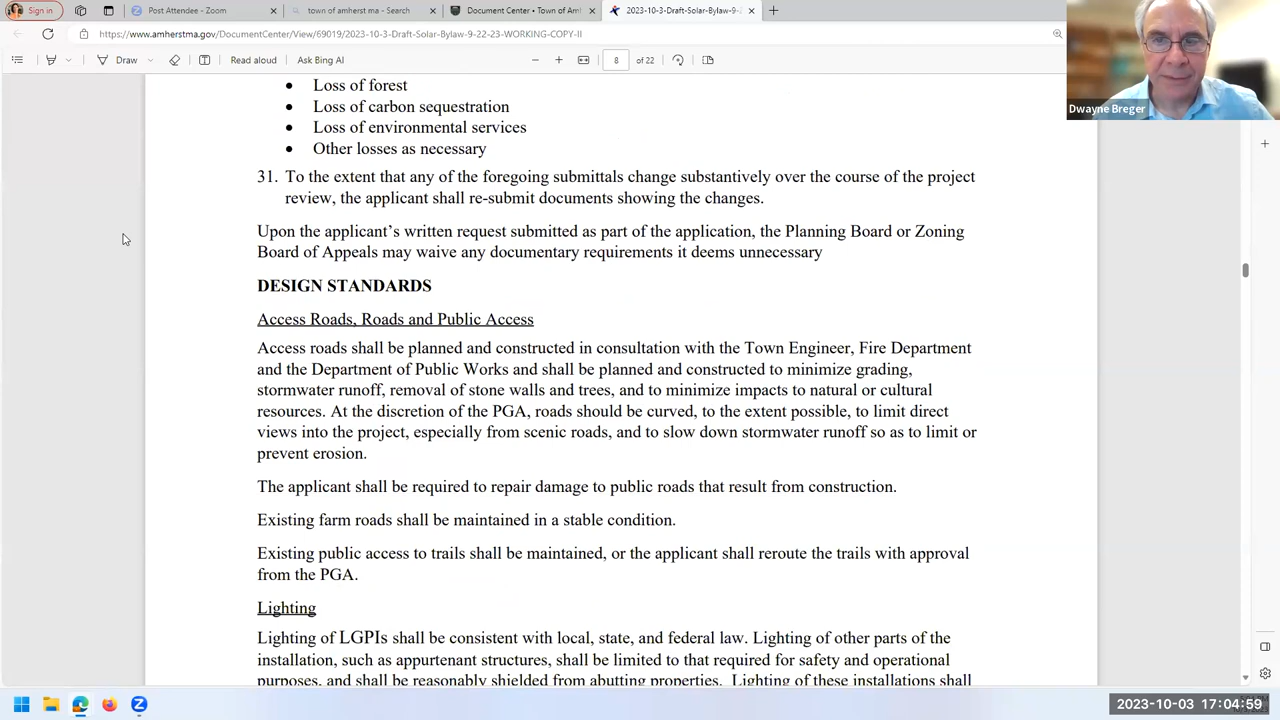 Sign in
Post Attendee - Zoom
town of amherst ma - Search
Document Center • Town of Am
2023-10-3-Draft-Solar-Bylaw-9-2
https://www.amherstma.gov/DocumentCenter/View/69019/2023-10-3-Draft-Solar-Bylaw-9-22-23-WORKING-COPY-II
Draw
Read aloud
Ask Bing AI
8 of 22
Dwayne Breger
• Loss of forest
• Loss of carbon sequestration
• Loss of environmental services
• Other losses as necessary
31. To the extent that any of the foregoing submittals change substantively over the course of the project
review, the applicant shall re-submit documents showing the changes.
Upon the applicant's written request submitted as part of the application, the Planning Board or Zoning
Board of Appeals may waive any documentary requirements it deems unnecessary
DESIGN STANDARDS
Access Roads, Roads and Public Access
Access roads shall be planned and constructed in consultation with the Town Engineer, Fire Department
and the Department of Public Works and shall be planned and constructed to minimize grading,
stormwater runoff, removal of stone walls and trees, and to minimize impacts to natural or cultural
resources. At the discretion of the PGA, roads should be curved, to the extent possible, to limit direct
views into the project, especially from scenic roads, and to slow down stormwater runoff so as to limit or
prevent erosion.
The applicant shall be required to repair damage to public roads that result from construction.
Existing farm roads shall be maintained in a stable condition.
Existing public access to trails shall be maintained, or the applicant shall reroute the trails with approval
from the PGA.
Lighting
Lighting of LGPIs shall be consistent with local, state, and federal law. Lighting of other parts of the
installation, such as appurtenant structures, shall be limited to that required for safety and operational
purposes, and shall be reasonably shielded from abutting properties. Lighting of these installations shall
2023-10-03 17:04:59